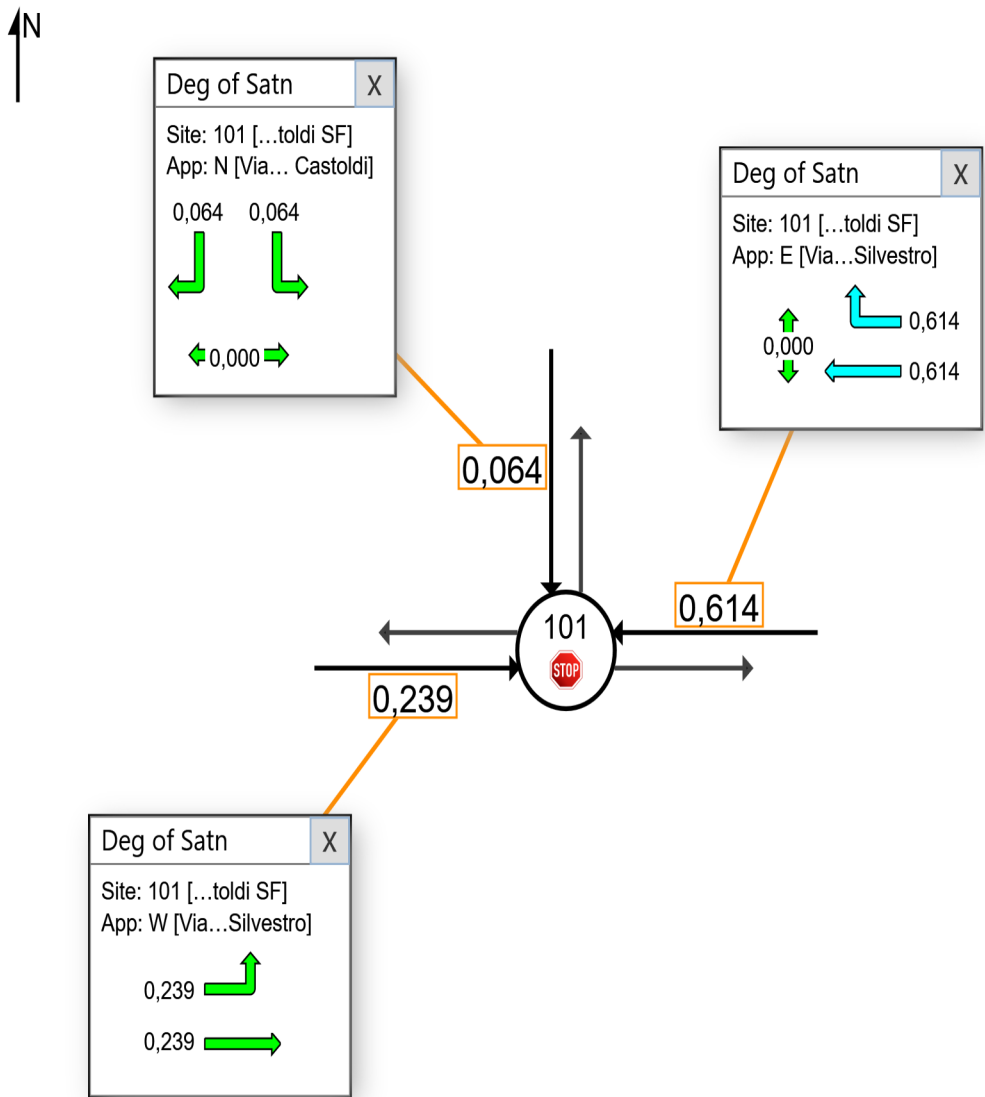 N
Deg of Satn X
Site: 101 [...toldi SF]
App: N [Via... Castoldi]
0,064 0,064
0,000
Deg of Satn X
Site: 101 [...toldi SF]
App: E [Via...Silvestro]
0,614
0,000
0,614
0,064
0,614
101
STOP
0,239
Deg of Satn X
Site: 101 [...toldi SF]
App: W [Via...Silvestro]
0,239
0,239